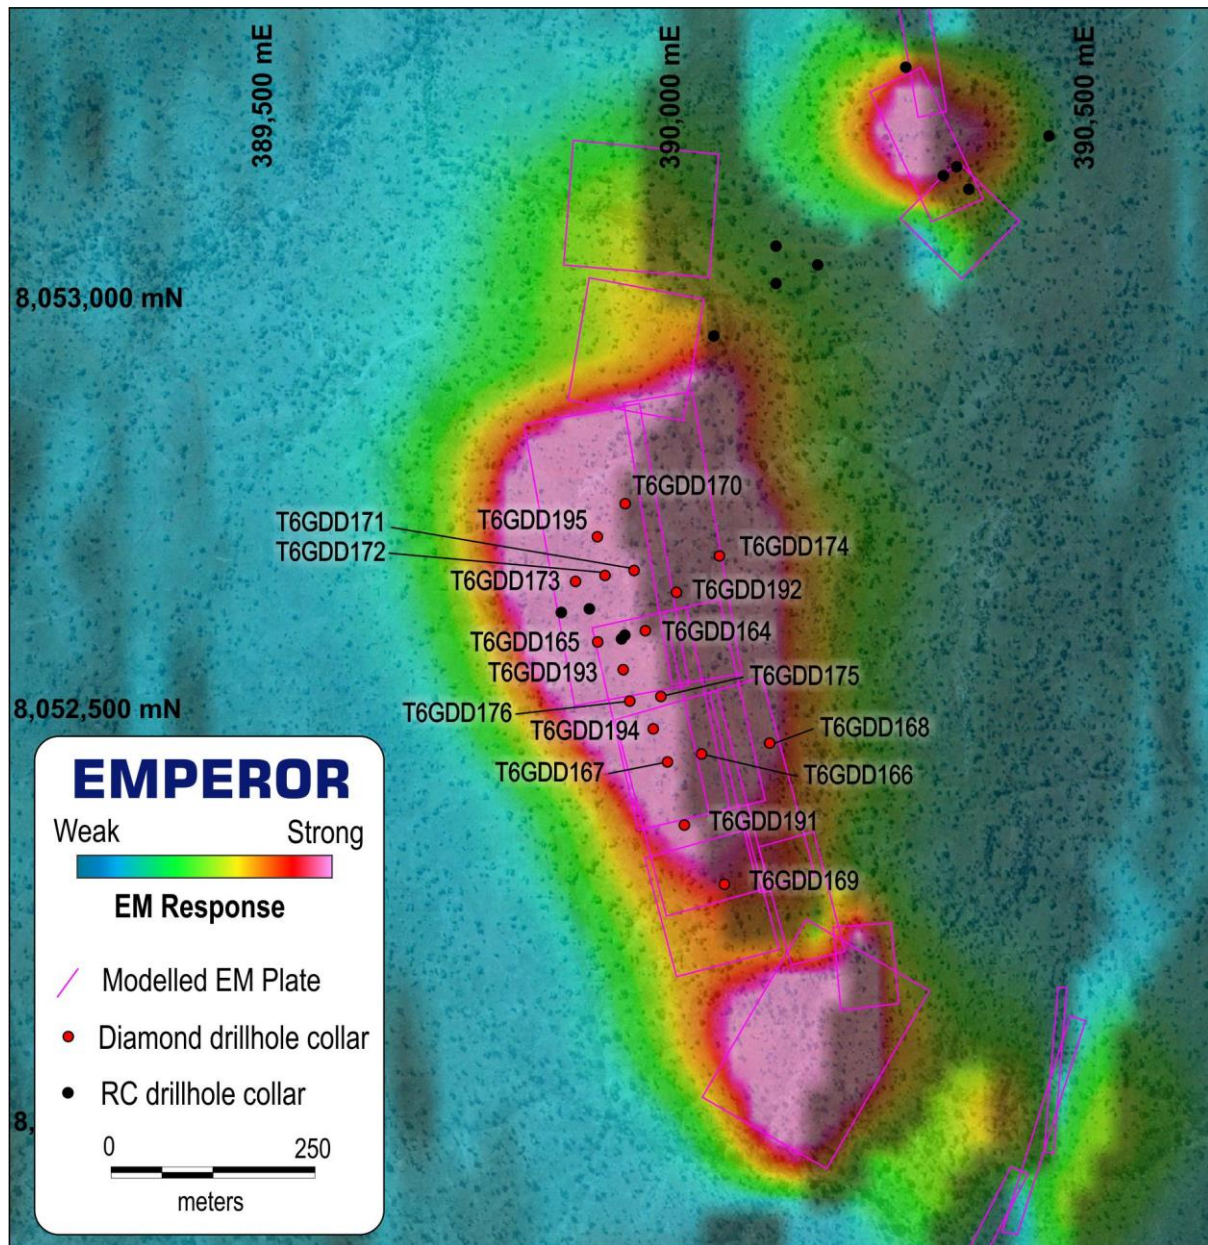 389,500 mE
390,000 mE
390,500 mE
8,053,000 mN
T6GDD170
T6GDD171
T6GDD195
T6GDD172
T6GDD174
T6GDD173
T6GDD192
T6GDD165
T6GDD164
T6GDD193
T6GDD175
8,052,500 mN
T6GDD176
T6GDD194
T6GDD168
T6GDD167
T6GDD166
T6GDD191
T6GDD169
EMPEROR
Weak Strong
EM Response
Modelled EM Plate
Diamond drillhole collar
RC drillhole collar
8,
0 250
meters